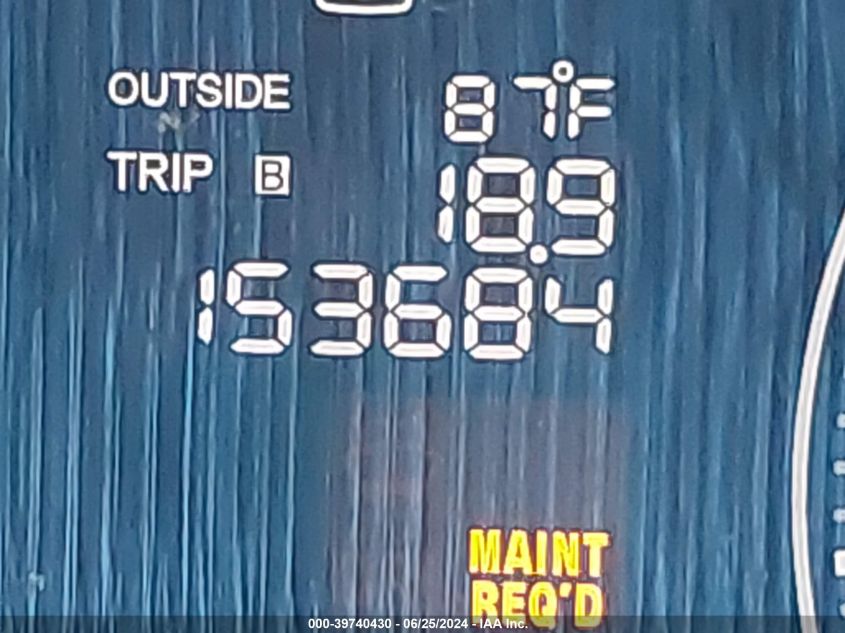 OUTSIDE 87°F
TRIP B 18.9
153684
MAINT
REQ'D
000-39740430 - 06/25/2024 - IAA Inc.